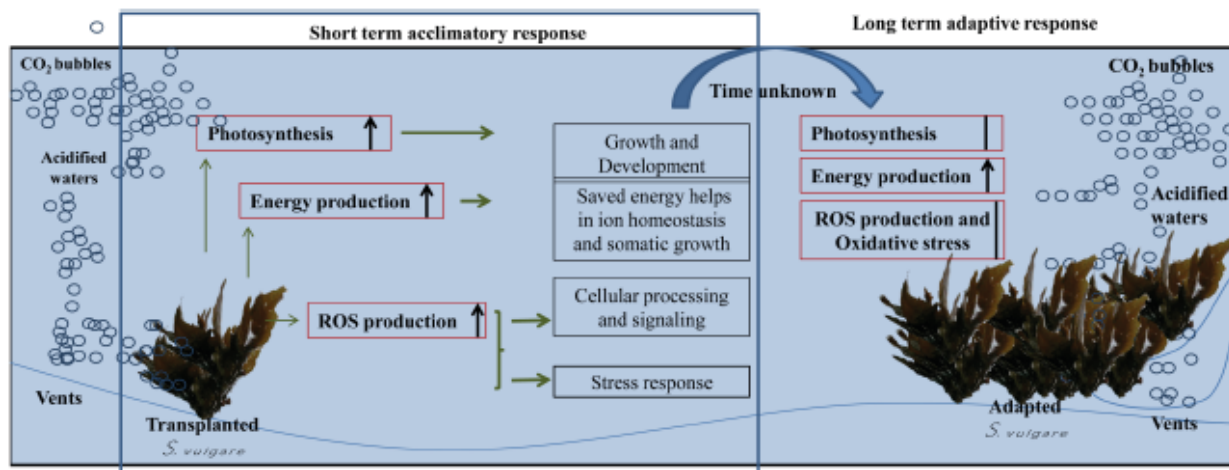 Short term acclimatory response
Long term adaptive response
CO₂ bubbles
Acidified
waters
Vents
Photosynthesis
Energy production
ROS production
Transplanted
S. vulgare
Growth and
Development
Saved energy helps
in ion homeostasis
and somatic growth
Cellular processing
and signaling
Stress response
Time unknown
Photosynthesis
Energy production
ROS production and
Oxidative stress
CO₂ bubbles
Acidified
waters
Adapted
S. vulgare
Vents